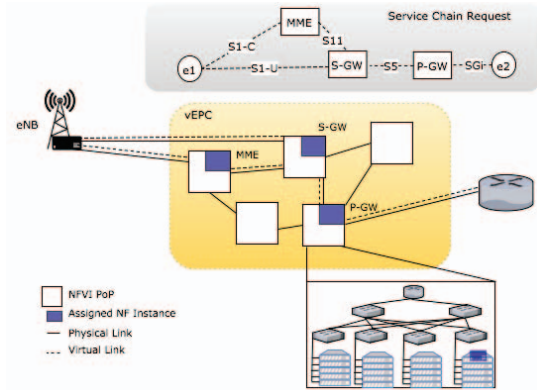 Service Chain Request
MME
S1-C
S11
e1
S1-U
S-GW
S5
P-GW
SGi
e2
vEPC
eNB
S-GW
MME
P-GW
NFVI PoP
Assigned NF Instance
Physical Link
Virtual Link